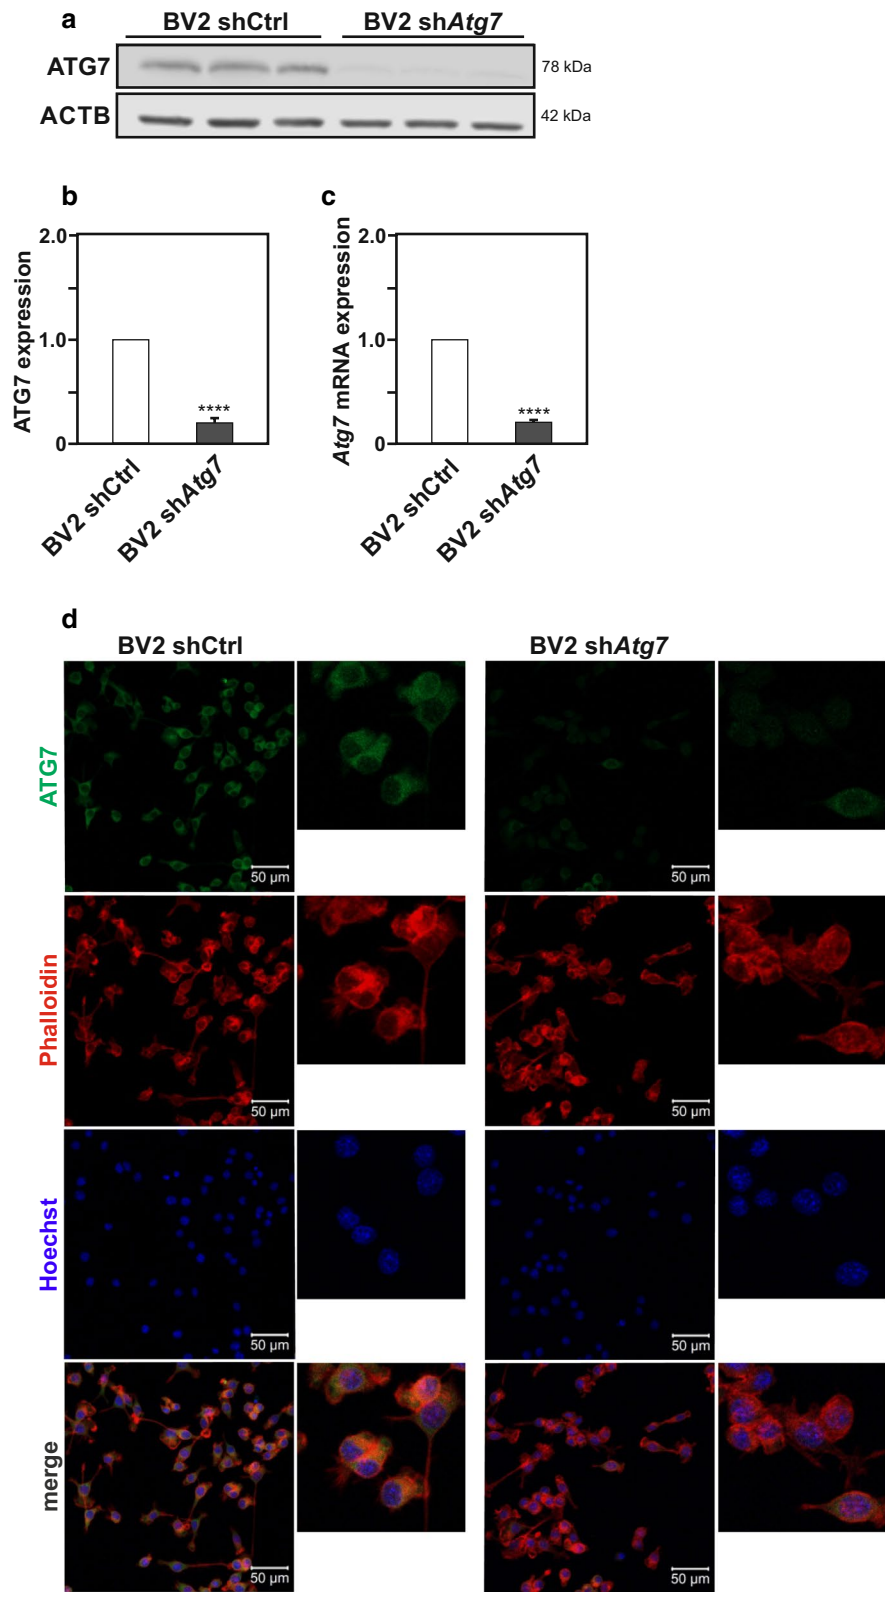 a
BV2 shCtrl BV2 shAtg7
ATG7 78 kDa
ACTB 42 kDa
b
ATG7 expression
2.0
1.0
0
****
BV2 shCtrl
BV2 shAtg7
c
Atg7 mRNA expression
2.0
1.0
0
****
BV2 shCtrl
BV2 shAtg7
d
BV2 shCtrl BV2 shAtg7
ATG7
50 µm 50 µm
Phalloidin
50 µm 50 µm
Hoechst
50 µm 50 µm
merge
50 µm 50 µm